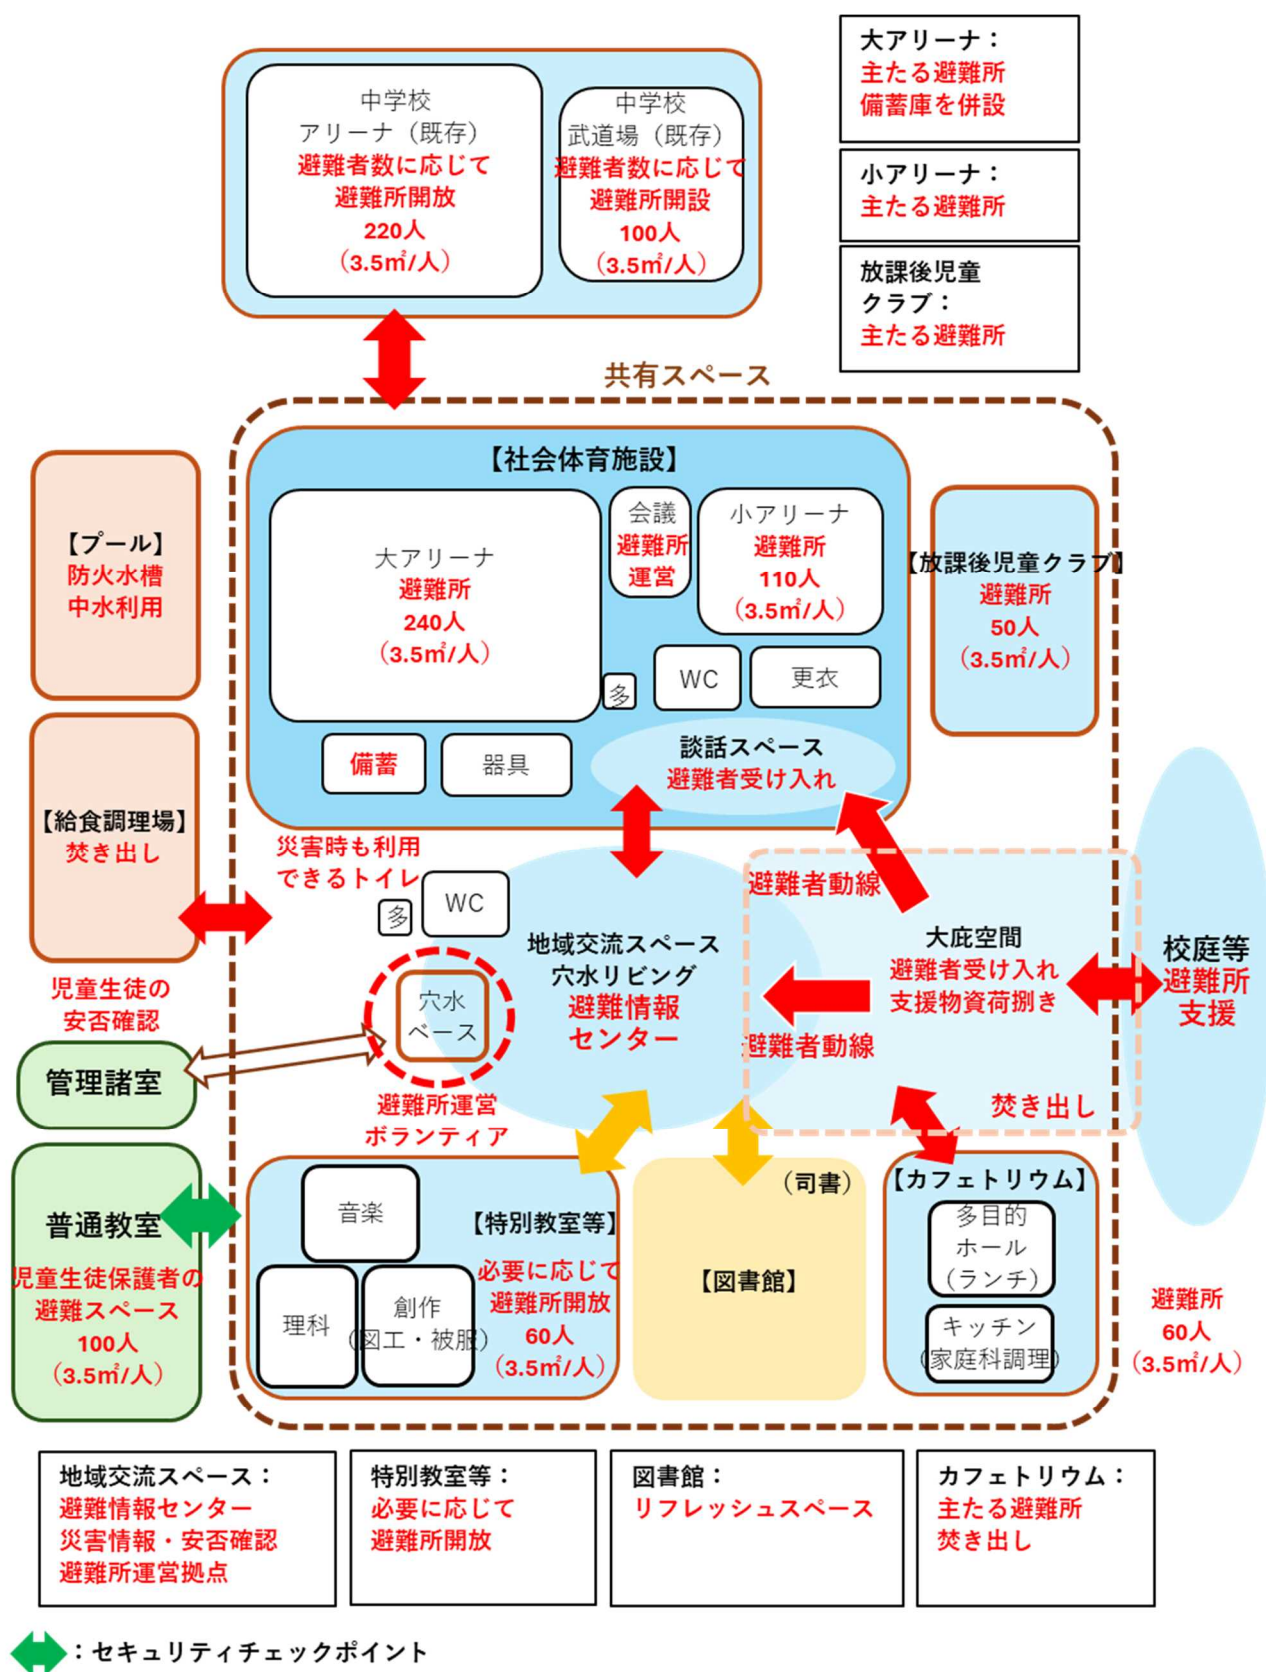 大アリーナ：
主たる避難所
備蓄庫を併設
小アリーナ：
主たる避難所
放課後児童
クラブ：
主たる避難所
中学校
アリーナ（既存）
避難者数に応じて
避難所開放
220人
（3.5㎡/人）
中学校
武道場（既存）
避難者数に応じて
避難所開設
100人
（3.5㎡/人）
共有スペース
【社会体育施設】
大アリーナ
避難所
240人
（3.5㎡/人）
会議
避難所
運営
小アリーナ
避難所
110人
（3.5㎡/人）
多
WC
更衣
備蓄
器具
談話スペース
避難者受け入れ
【放課後児童クラブ】
避難所
50人
（3.5㎡/人）
【プール】
防火水槽
中水利用
【給食調理場】
焚き出し
災害時も利用
できるトイレ
多
WC
地域交流スペース
穴水リビング
避難情報
センター
避難者動線
大庇空間
避難者受け入れ
支援物資荷捌き
避難者動線
焚き出し
校庭等
避難所
支援
穴水
ベース
避難所運営
ボランティア
児童生徒の
安否確認
管理諸室
普通教室
児童生徒保護者の
避難スペース
100人
（3.5㎡/人）
音楽
理科
創作
（図工・被服）
【特別教室等】
必要に応じて
避難所開放
60人
（3.5㎡/人）
（司書）
【図書館】
【カフェトリウム】
多目的
ホール
（ランチ）
キッチン
（家庭科調理）
避難所
60人
（3.5㎡/人）
地域交流スペース：
避難情報センター
災害情報・安否確認
避難所運営拠点
特別教室等：
必要に応じて
避難所開放
図書館：
リフレッシュスペース
カフェトリウム：
主たる避難所
焚き出し
：セキュリティチェックポイント